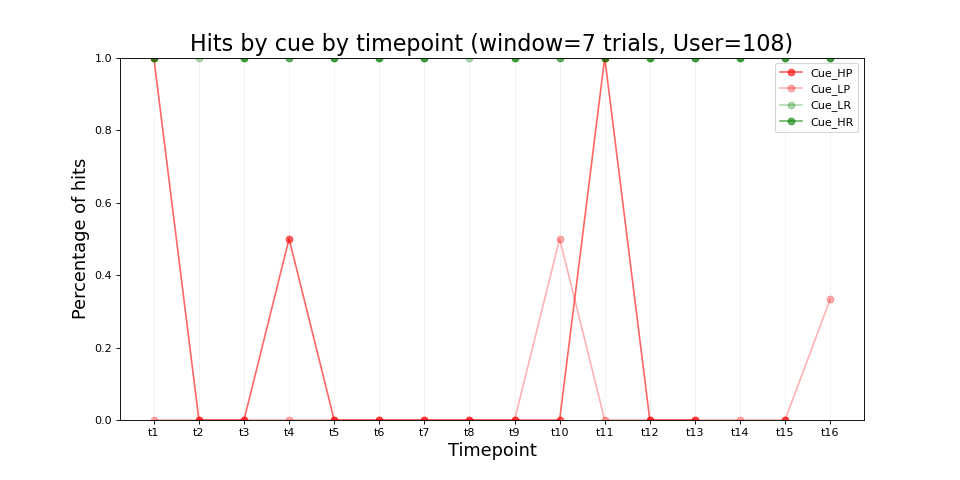 Hits by cue by timepoint (window=7 trials, User=108)
Percentage of hits
1.0
0.8
0.6
0.4
0.2
0.0
Cue_HP
Cue_LP
Cue_LR
Cue_HR
t1 t2 t3 t4 t5 t6 t7 t8 t9 t10 t11 t12 t13 t14 t15 t16
Timepoint